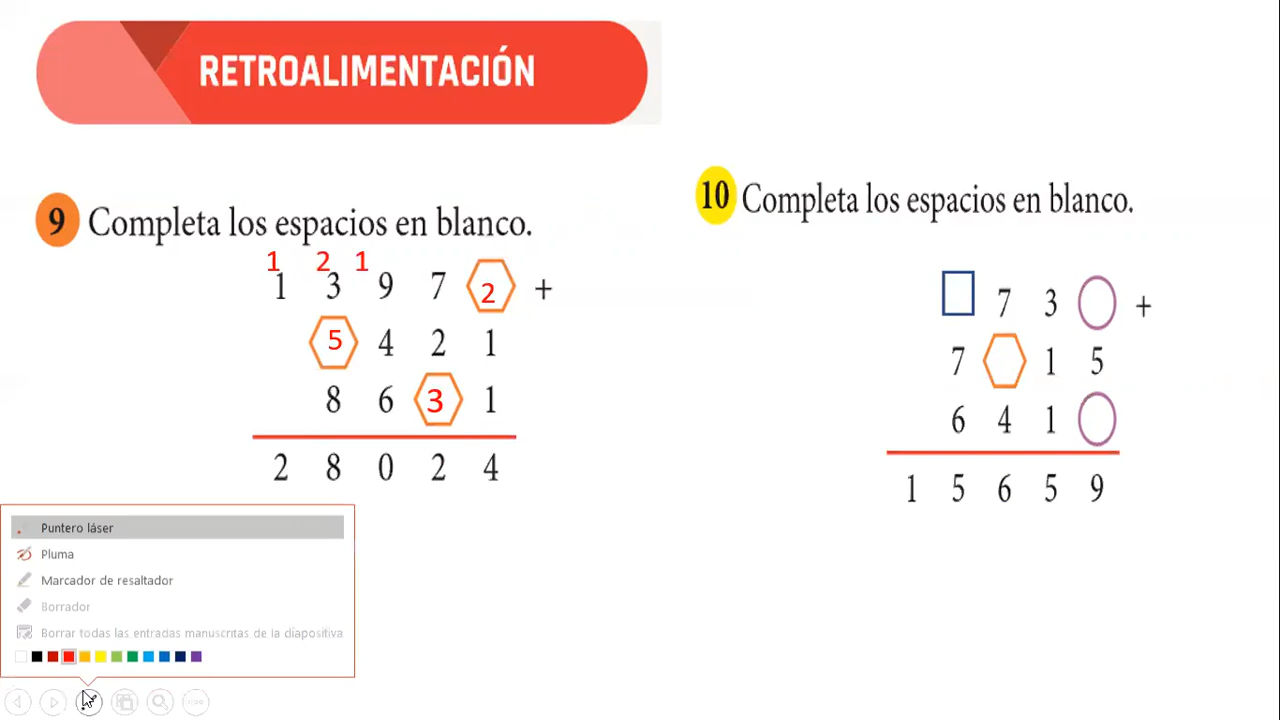 RETROALIMENTACIÓN
9 Completa los espacios en blanco.
1 2 1
1 3 9 7 2 +
5 4 2 1
8 6 3 1
2 8 0 2 4
10 Completa los espacios en blanco.
7 3 +
7 1 5
6 4 1
1 5 6 5 9
Puntero láser
Pluma
Marcador de resaltador
Borrador
Borrar todas las entradas manuscritas de la diapositiva